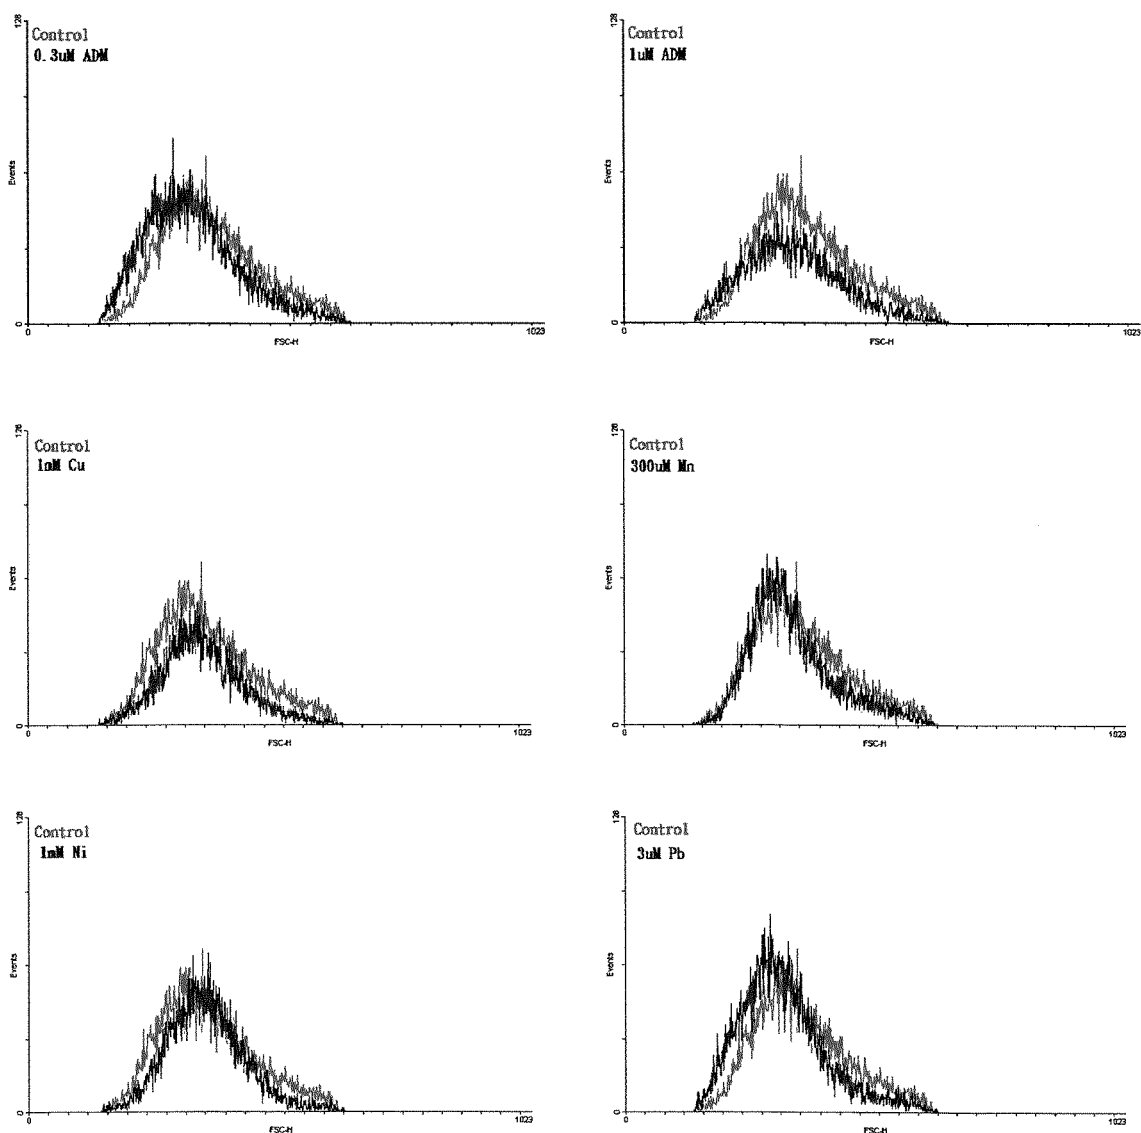 128
Control
0.3uM ADM
Events
0
0
1023
FSC-H
128
Control
1uM ADM
Events
0
0
1023
FSC-H
128
Control
1mM Cu
Events
0
0
1023
FSC-H
128
Control
300uM Mn
Events
0
0
1023
FSC-H
128
Control
1mM Ni
Events
0
0
1023
FSC-H
128
Control
3uM Pb
Events
0
0
1023
FSC-H